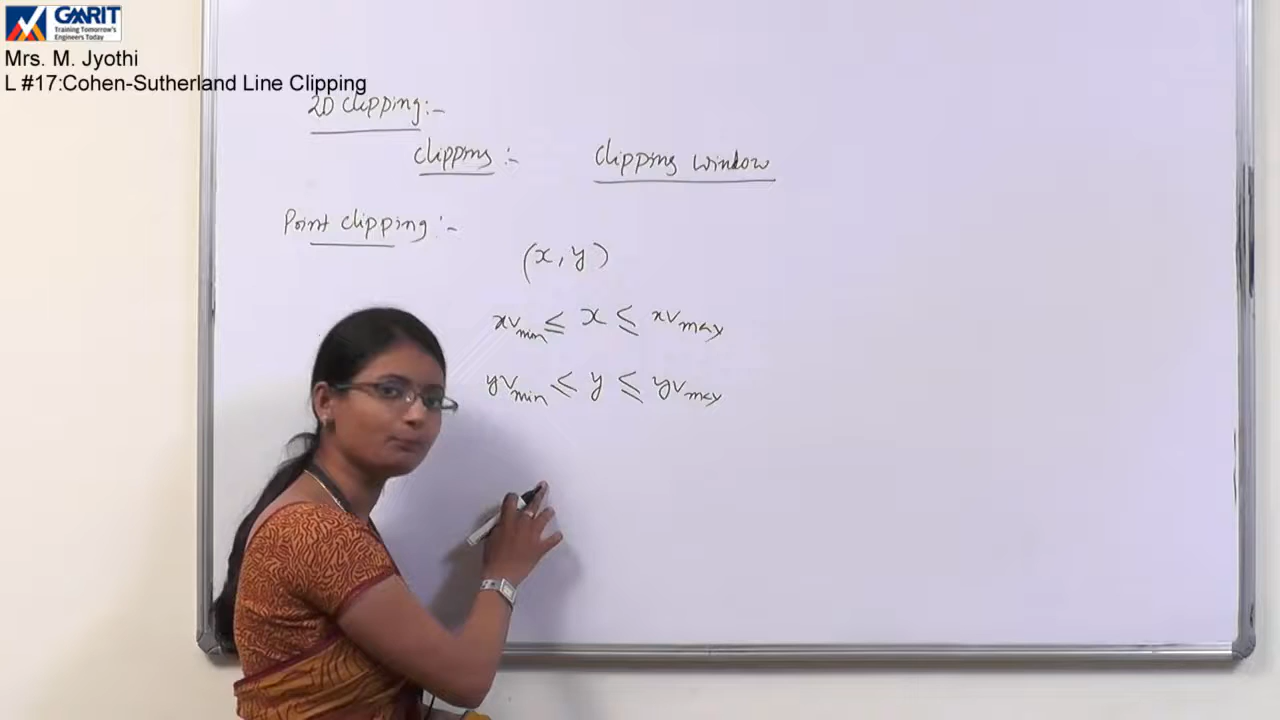 GMRIT
Training Tomorrow's
Engineers Today
Mrs. M. Jyothi
L #17:Cohen-Sutherland Line Clipping
2D Clipping:-
Clipping:-
Clipping window
Point Clipping:-
(x, y)
xvmin ≤ x ≤ xvmax
yvmin ≤ y ≤ yvmax